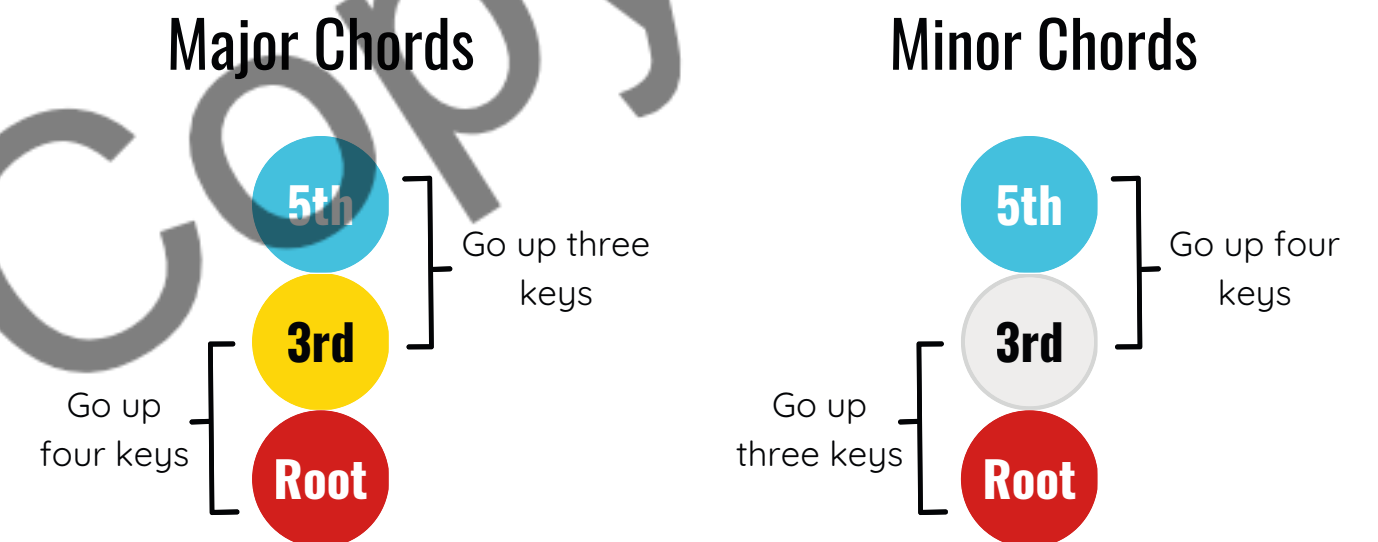 Major Chords
Minor Chords
Copy
5th
Go up three
keys
3rd
Go up
four keys
Root
5th
Go up four
keys
3rd
Go up
three keys
Root